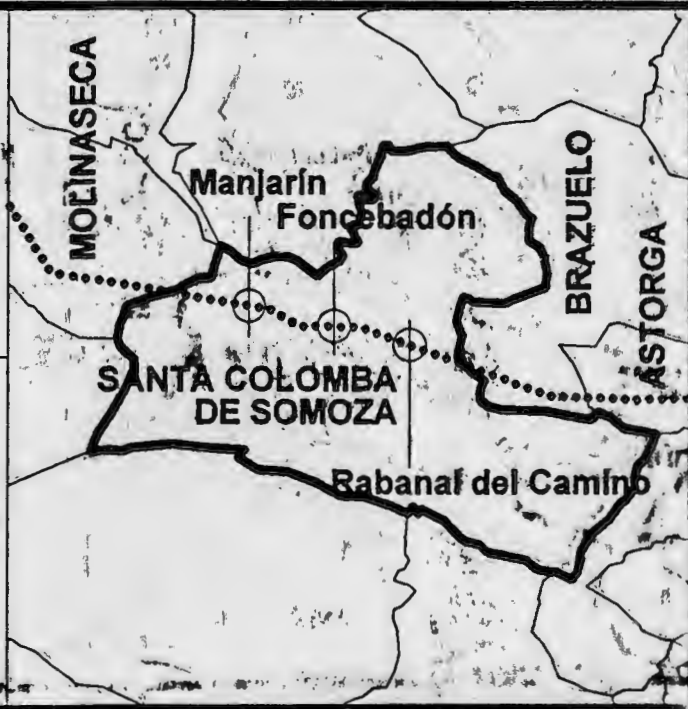 MOLINASECA
Manjarín
Foncebadón
BRAZUELO
ASTORGA
SANTA COLOMBA
DE SOMOZA
Rabanal del Camino